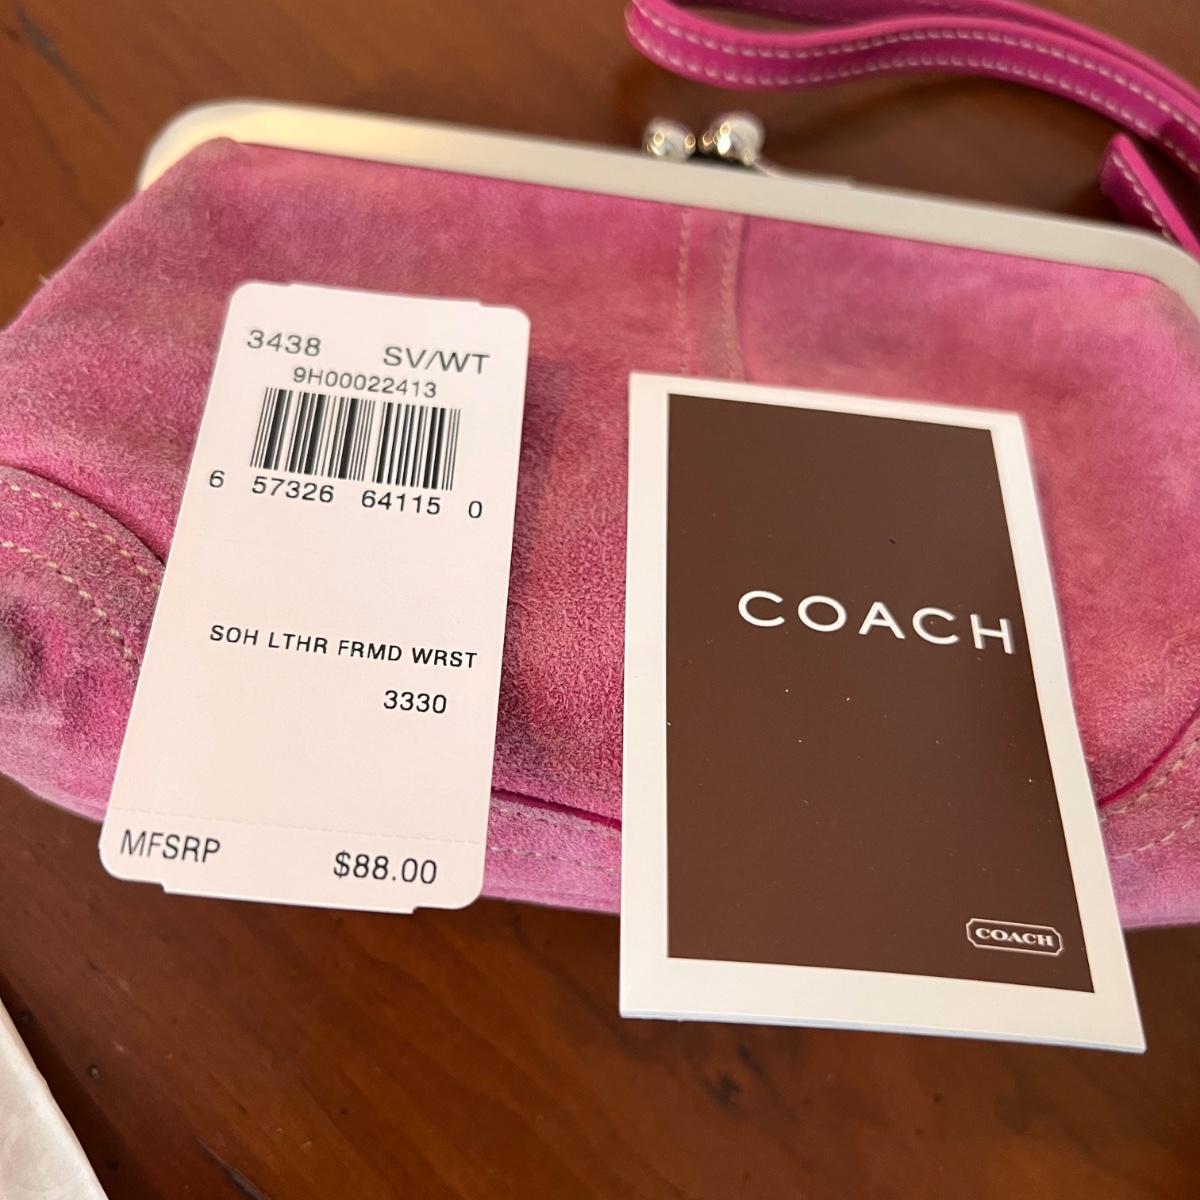 3438 SV/WT
9H00022413
6 57326 64115 0
SOH LTHR FRMD WRST
3330
MFSRP $88.00
COACH
COACH